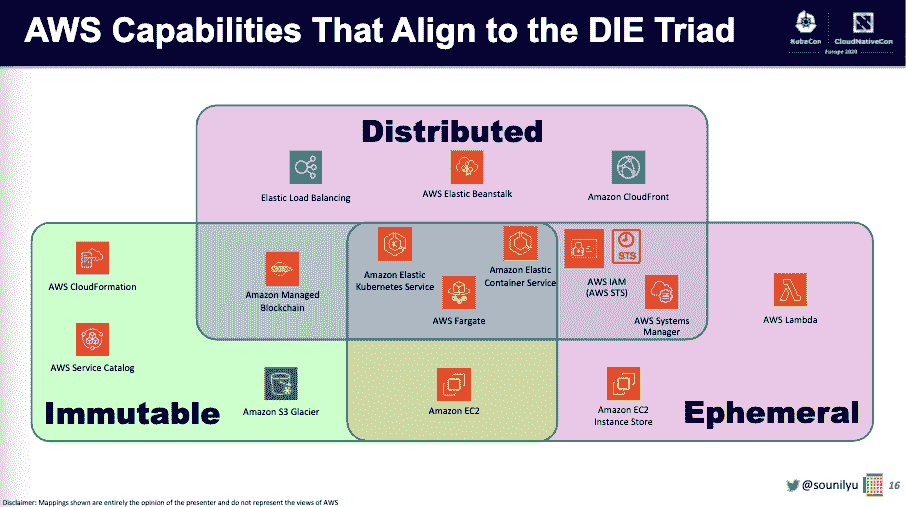 AWS Capabilities That Align to the DIE Triad
KubeCon
CloudNativeCon
Europe 2020
Distributed
Elastic Load Balancing
AWS Elastic Beanstalk
Amazon CloudFront
AWS CloudFormation
Amazon Managed
Blockchain
Amazon Elastic
Kubernetes Service
Amazon Elastic
Container Service
AWS Fargate
STS
AWS IAM
(AWS STS)
AWS Systems
Manager
AWS Lambda
AWS Service Catalog
Immutable
Amazon S3 Glacier
Amazon EC2
Amazon EC2
Instance Store
Ephemeral
@sounilyu
16
Disclaimer: Mappings shown are entirely the opinion of the presenter and do not represent the views of AWS